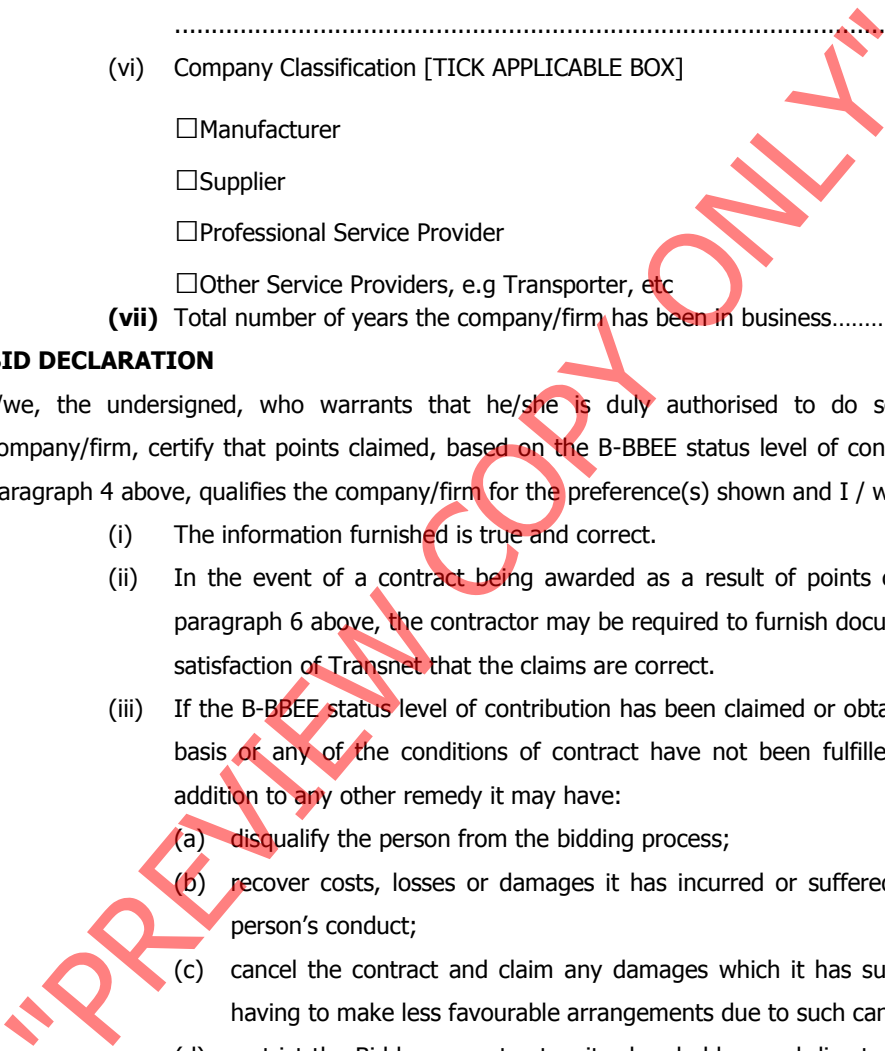 (vi) Company Classification [TICK APPLICABLE BOX]
☐Manufacturer
☐Supplier
☐Professional Service Provider
☐Other Service Providers, e.g Transporter, etc
(vii) Total number of years the company/firm has been in business………
BID DECLARATION
/we, the undersigned, who warrants that he/she is duly authorised to do
company/firm, certify that points claimed, based on the B-BBEE status level of
paragraph 4 above, qualifies the company/firm for the preference(s) shown and I /
(i) The information furnished is true and correct.
(ii) In the event of a contract being awarded as a result of points
paragraph 6 above, the contractor may be required to furnish
satisfaction of Transnet that the claims are correct.
(iii) If the B-BBEE status level of contribution has been claimed or
basis or any of the conditions of contract have not been
addition to any other remedy it may have:
(a) disqualify the person from the bidding process;
(b) recover costs, losses or damages it has incurred or suffered
person's conduct;
(c) cancel the contract and claim any damages which it has
having to make less favourable arrangements due to such
"PREVIEW COPY ONLY"